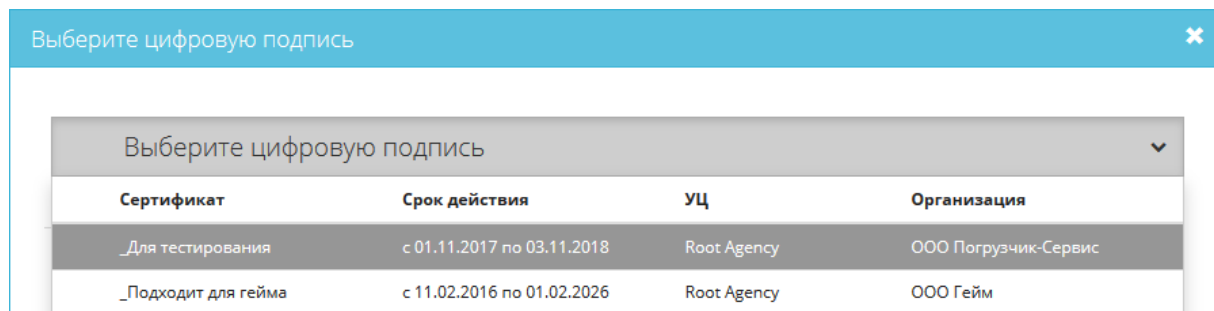 Выберите цифровую подпись
Выберите цифровую подпись
Сертификат Срок действия УЦ Организация
_Для тестирования с 01.11.2017 по 03.11.2018 Root Agency ООО Погрузчик-Сервис
_Подходит для гейма с 11.02.2016 по 01.02.2026 Root Agency ООО Гейм